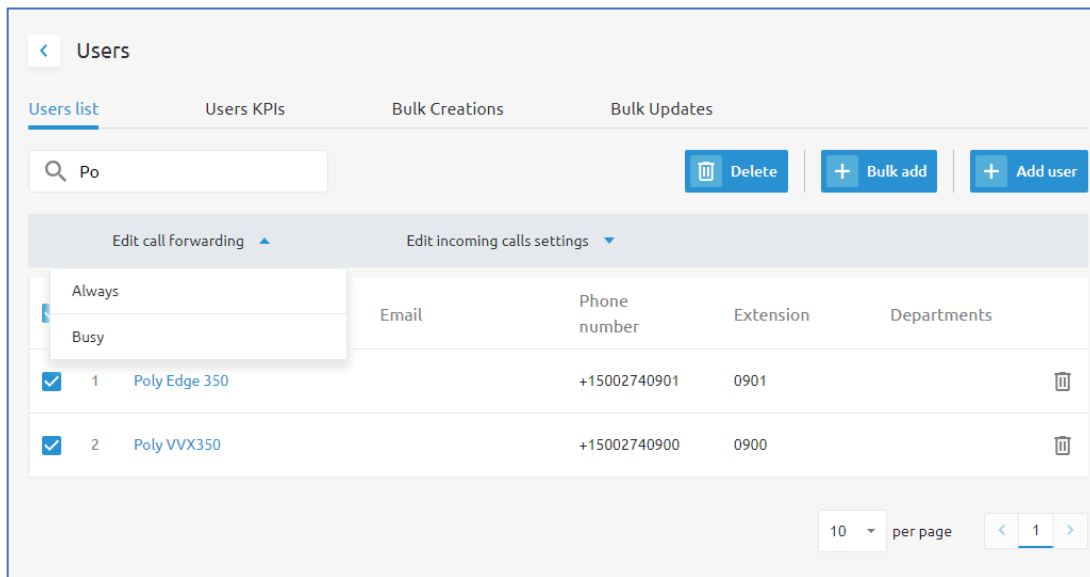 Users
Users list Users KPIs Bulk Creations Bulk Updates
Po Delete Bulk add Add user
Edit call forwarding Edit incoming calls settings
Always
Busy
Email Phone number Extension Departments
1 Poly Edge 350 +15002740901 0901
2 Poly VVX350 +15002740900 0900
10 per page 1